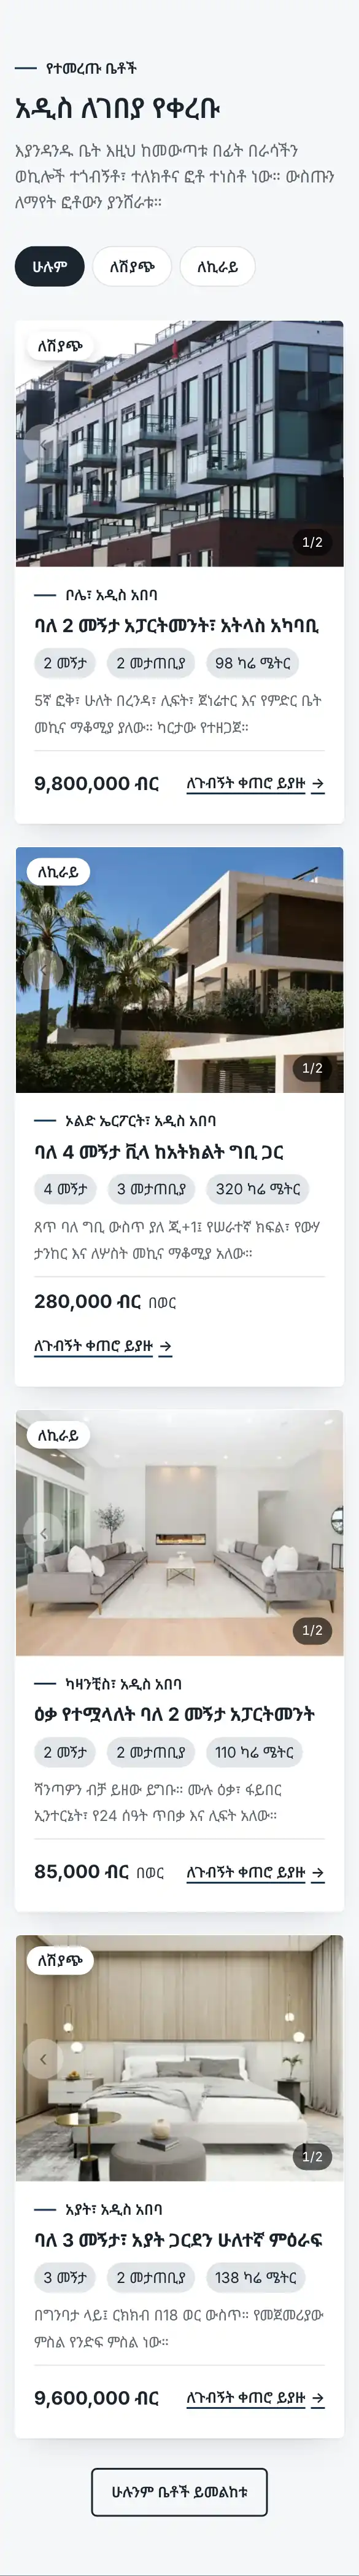 የተመረጡ ቤቶች
አዲስ ለገበያ የቀረቡ
እያንዳንዱ ቤት እዚህ ከመውጣቱ በፊት በራሳችን
ወኪሎች ተጎብኝቶ፣ ተለክቶና ፎቶ ተነስቶ ነው። ውስጡን
ለማየት ፎቶውን ያንሸራቱ።
ሁሉም ለሽያጭ ለኪራይ
ለሽያጭ
1/2
ቦሌ፣ አዲስ አበባ
ባለ 2 መኝታ አፓርትመንት፣ አትላስ አካባቢ
2 መኝታ 2 መታጠቢያ 98 ካሬ ሜትር
5ኛ ፎቅ፣ ሁለት በረንዳ፣ ሊፍት፣ ጀነሬተር እና የምድር ቤት
መኪና ማቆሚያ ያለው። ካርታው የተዘጋጀ።
9,800,000 ብር ለጉብኝት ቀጠሮ ይያዙ →
ለኪራይ
1/2
ኦልድ ኤርፖርት፣ አዲስ አበባ
ባለ 4 መኝታ ቪላ ከአትክልት ግቢ ጋር
4 መኝታ 3 መታጠቢያ 320 ካሬ ሜትር
ጸጥ ባለ ግቢ ውስጥ ያለ ጂ+1፤ የሠራተኛ ክፍል፣ የውሃ
ታንከር እና ለሦስት መኪና ማቆሚያ አለው።
280,000 ብር በወር
ለጉብኝት ቀጠሮ ይያዙ →
ለኪራይ
1/2
ካዛንቺስ፣ አዲስ አበባ
ዕቃ የተሟላለት ባለ 2 መኝታ አፓርትመንት
2 መኝታ 2 መታጠቢያ 110 ካሬ ሜትር
ሻንጣዎን ብቻ ይዘው ይግቡ። ሙሉ ዕቃ፣ ፋይበር
ኢንተርኔት፣ የ24 ሰዓት ጥበቃ እና ሊፍት አለው።
85,000 ብር በወር ለጉብኝት ቀጠሮ ይያዙ →
ለሽያጭ
1/2
አያት፣ አዲስ አበባ
ባለ 3 መኝታ፣ አያት ጋርደን ሁለተኛ ምዕራፍ
3 መኝታ 2 መታጠቢያ 138 ካሬ ሜትር
በግንባታ ላይ፤ ርክክብ በ18 ወር ውስጥ። የመጀመሪያው
ምስል የንድፍ ምስል ነው።
9,600,000 ብር ለጉብኝት ቀጠሮ ይያዙ →
ሁሉንም ቤቶች ይመልከቱ